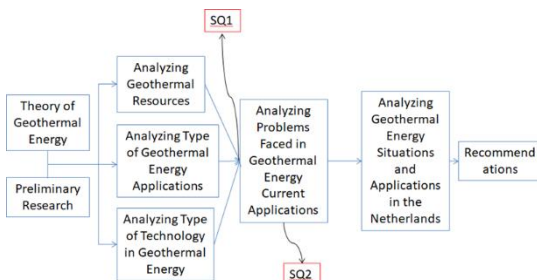 SQ1
Analyzing
Geothermal
Resources
Theory of
Geothermal
Energy
Preliminary
Research
Analyzing Type
of Geothermal
Energy
Applications
Analyzing Type
of Technology
in Geothermal
Energy
Analyzing
Problems
Faced in
Geothermal
Energy
Current
Applications
SQ2
Analyzing
Geothermal
Energy
Situations
and
Applications
in the
Netherlands
Recommend
ations